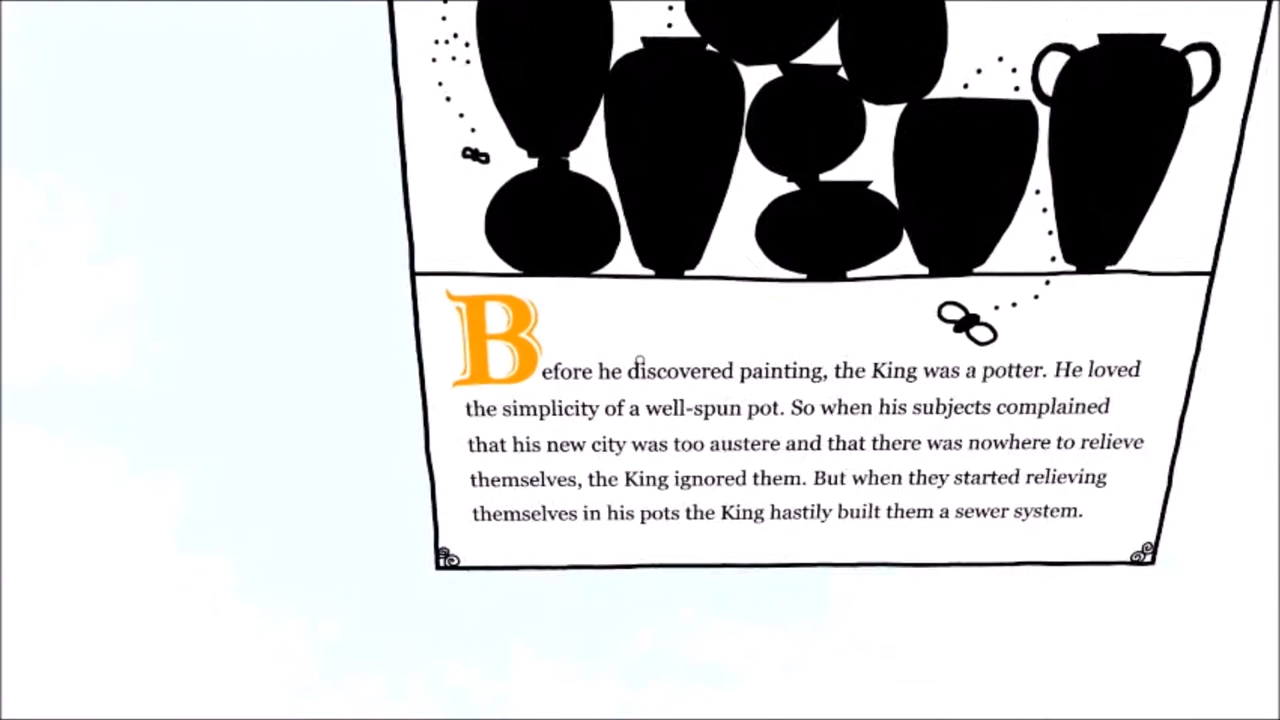 Before he discovered painting, the King was a potter. He loved
the simplicity of a well-spun pot. So when his subjects complained
that his new city was too austere and that there was nowhere to relieve
themselves, the King ignored them. But when they started relieving
themselves in his pots the King hastily built them a sewer system.